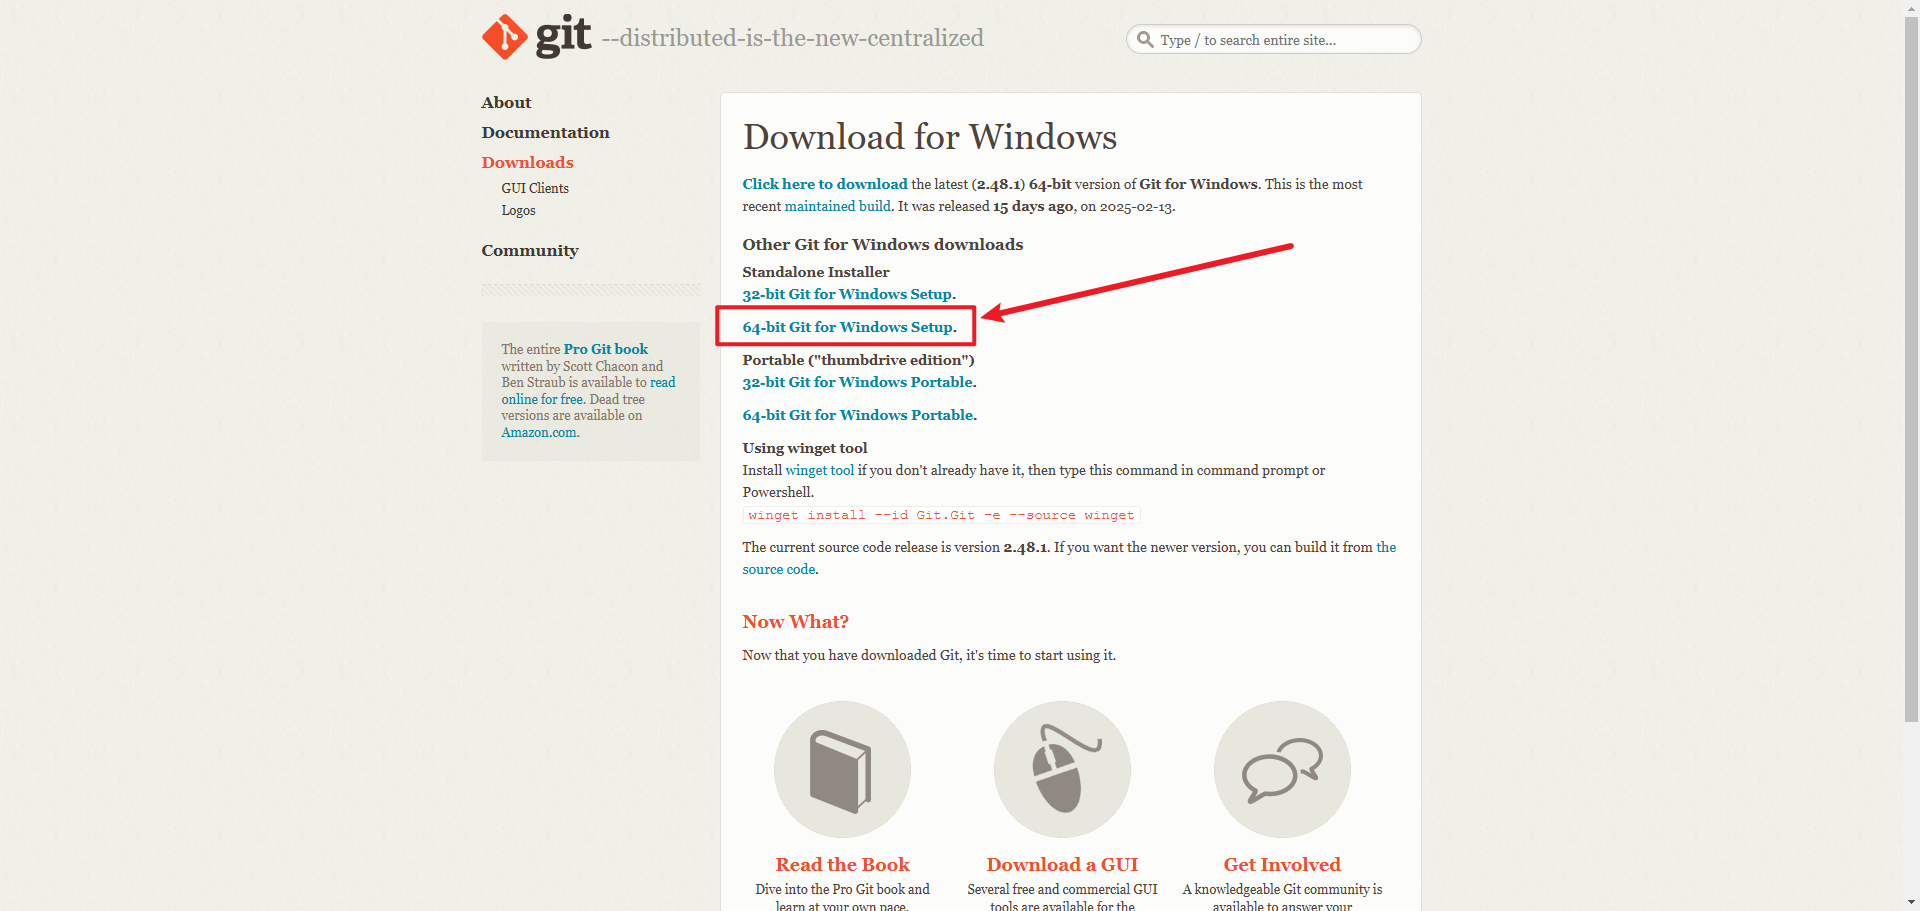 git --distributed-is-the-new-centralized
Type / to search entire site...
About
Documentation
Downloads
GUI Clients
Logos
Community
The entire Pro Git book
written by Scott Chacon and
Ben Straub is available to read
online for free. Dead tree
versions are available on
Amazon.com.
Download for Windows
Click here to download the latest (2.48.1) 64-bit version of Git for Windows. This is the most
recent maintained build. It was released 15 days ago, on 2025-02-13.
Other Git for Windows downloads
Standalone Installer
32-bit Git for Windows Setup.
64-bit Git for Windows Setup.
Portable ("thumbdrive edition")
32-bit Git for Windows Portable.
64-bit Git for Windows Portable.
Using winget tool
Install winget tool if you don't already have it, then type this command in command prompt or
Powershell.
winget install --id Git.Git -e --source winget
The current source code release is version 2.48.1. If you want the newer version, you can build it from the
source code.
Now What?
Now that you have downloaded Git, it's time to start using it.
Read the Book
Dive into the Pro Git book and
learn at your own pace.
Download a GUI
Several free and commercial GUI
tools are available for the
Get Involved
A knowledgeable Git community is
available to answer your